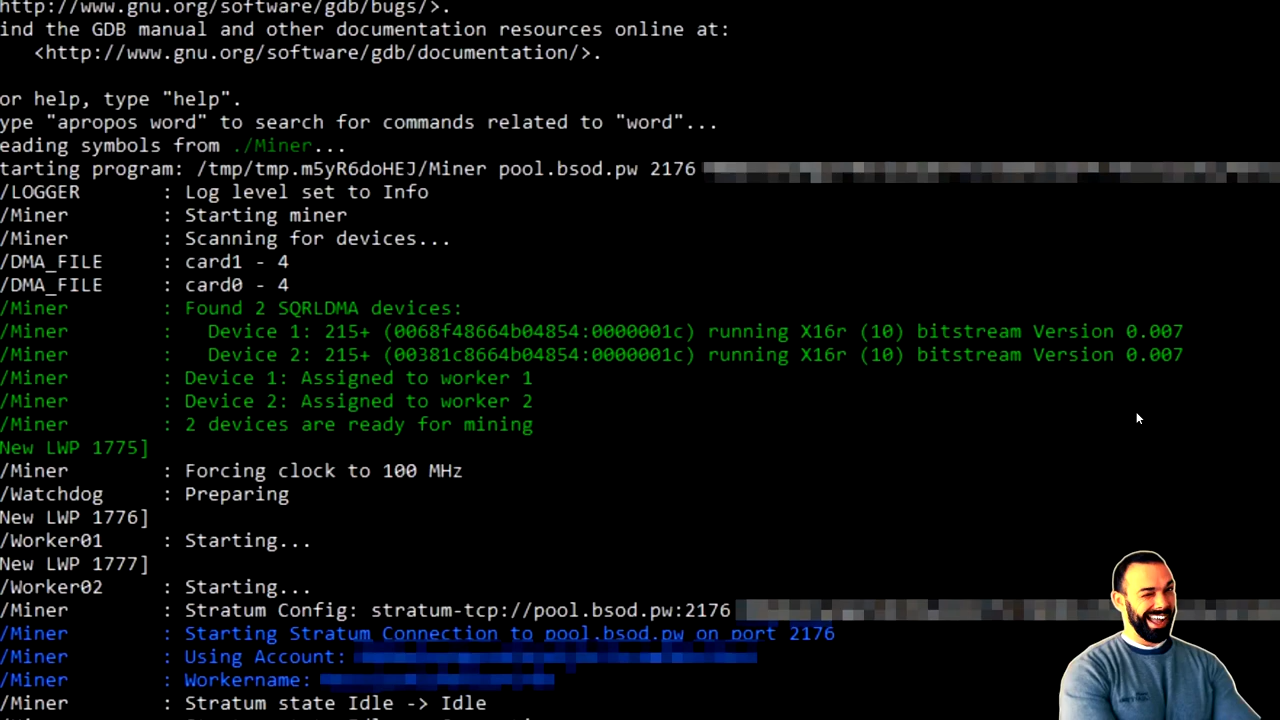 http://www.gnu.org/software/gdb/bugs/>.
ind the GDB manual and other documentation resources online at:
<http://www.gnu.org/software/gdb/documentation/>.
or help, type "help".
ype "apropos word" to search for commands related to "word"...
eading symbols from ./Miner...
tarting program: /tmp/tmp.m5yR6doHEJ/Miner pool.bsod.pw 2176
/LOGGER : Log level set to Info
/Miner : Starting miner
/Miner : Scanning for devices...
/DMA_FILE : card1 - 4
/DMA_FILE : card0 - 4
/Miner : Found 2 SQRLDMA devices:
/Miner : Device 1: 215+ (0068f48664b04854:0000001c) running X16r (10) bitstream Version 0.007
/Miner : Device 2: 215+ (00381c8664b04854:0000001c) running X16r (10) bitstream Version 0.007
/Miner : Device 1: Assigned to worker 1
/Miner : Device 2: Assigned to worker 2
/Miner : 2 devices are ready for mining
New LWP 1775]
/Miner : Forcing clock to 100 MHz
/Watchdog : Preparing
New LWP 1776]
/Worker01 : Starting...
New LWP 1777]
/Worker02 : Starting...
/Miner : Stratum Config: stratum-tcp://pool.bsod.pw:2176
/Miner : Starting Stratum Connection to pool.bsod.pw on port 2176
/Miner : Using Account:
/Miner : Workername:
/Miner : Stratum state Idle -> Idle